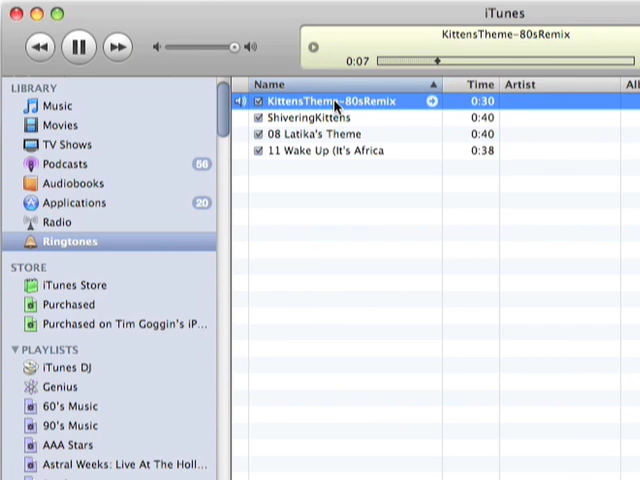 iTunes
KittensTheme-80sRemix
0:07
LIBRARY
Music
Movies
TV Shows
Podcasts 56
Audiobooks
Applications 20
Radio
Ringtones
STORE
iTunes Store
Purchased
Purchased on Tim Goggin's iP...
PLAYLISTS
iTunes DJ
Genius
60's Music
90's Music
AAA Stars
Astral Weeks: Live At The Holl...
Name Time Artist
KittensTheme-80sRemix 0:30
ShiveringKittens 0:40
08 Latika's Theme 0:40
11 Wake Up (It's Africa 0:38